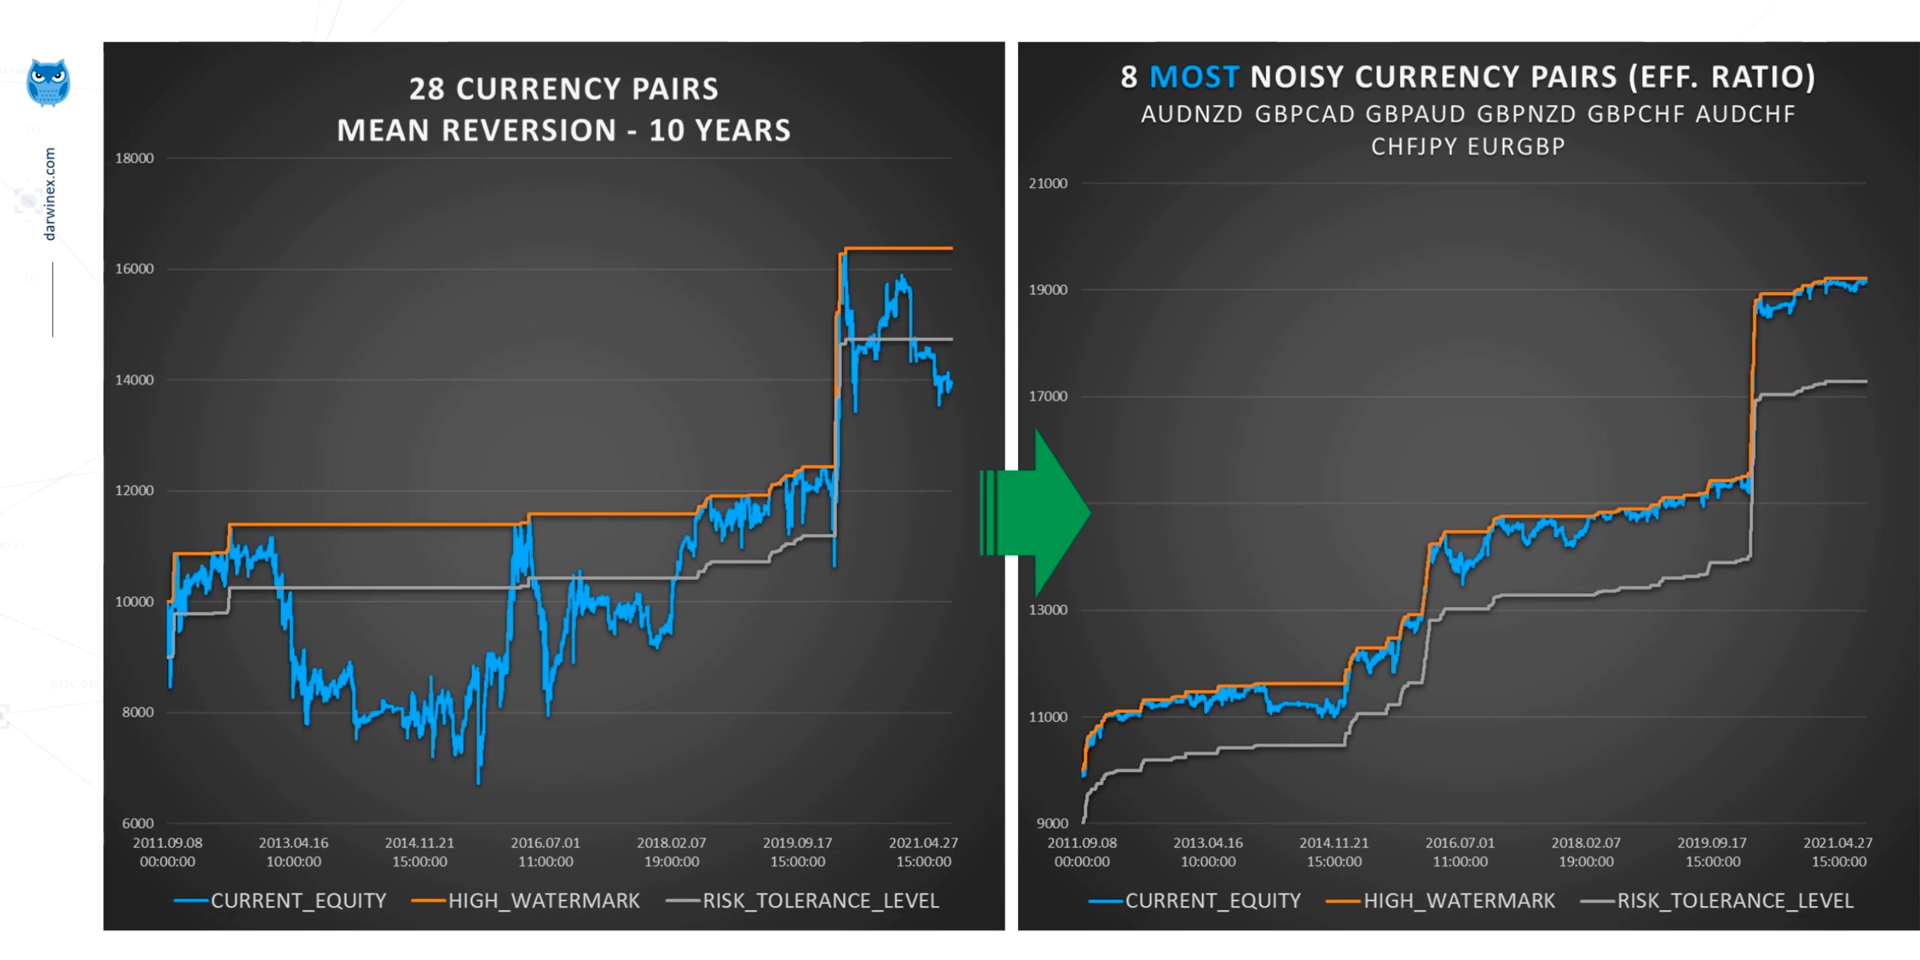 darwinex.com
28 CURRENCY PAIRS
MEAN REVERSION - 10 YEARS
18000
16000
14000
12000
10000
8000
6000
2011.09.08 2013.04.16 2014.11.21 2016.07.01 2018.02.07 2019.09.17 2021.04.27
00:00:00 10:00:00 15:00:00 11:00:00 19:00:00 15:00:00 15:00:00
CURRENT_EQUITY HIGH_WATERMARK RISK_TOLERANCE_LEVEL
8 MOST NOISY CURRENCY PAIRS (EFF. RATIO)
AUDNZD GBPCAD GBPAUD GBPNZD GBPCHF AUDCHF
CHFJPY EURGBP
21000
19000
17000
13000
11000
9000
2011.09.08 2013.04.16 2014.11.21 2016.07.01 2018.02.07 2019.09.17 2021.04.27
00:00:00 10:00:00 15:00:00 11:00:00 19:00:00 15:00:00 15:00:00
CURRENT_EQUITY HIGH_WATERMARK RISK_TOLERANCE_LEVEL